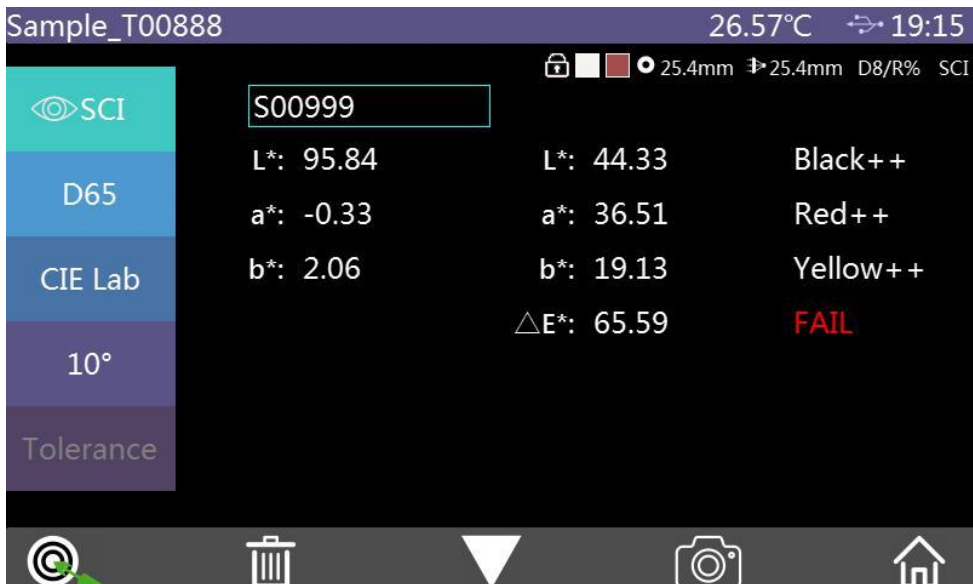 Sample_T00888 26.57℃ 19:15
25.4mm 25.4mm D8/R% SCI
SCI
S00999
L*: 95.84 L*: 44.33 Black++
D65
a*: -0.33 a*: 36.51 Red++
CIE Lab
b*: 2.06 b*: 19.13 Yellow++
△E*: 65.59 FAIL
10°
Tolerance